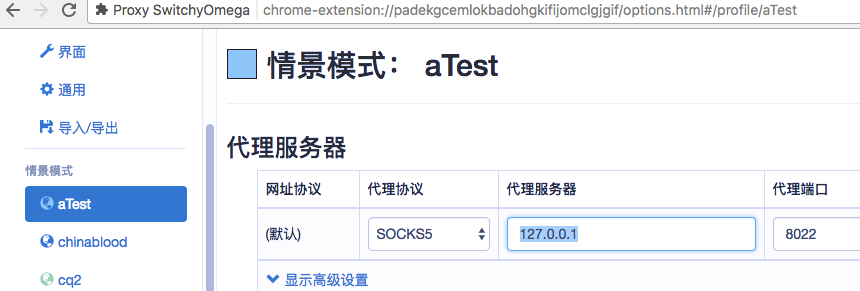 Proxy SwitchyOmega chrome-extension://padekgcemlokbadohgkifijomclgjgif/options.html#/profile/aTest
界面
通用
导入/导出
情景模式
aTest
chinablood
cq2
情景模式： aTest
代理服务器
网址协议 代理协议 代理服务器 代理端口
(默认) SOCKS5 127.0.0.1 8022
显示高级设置